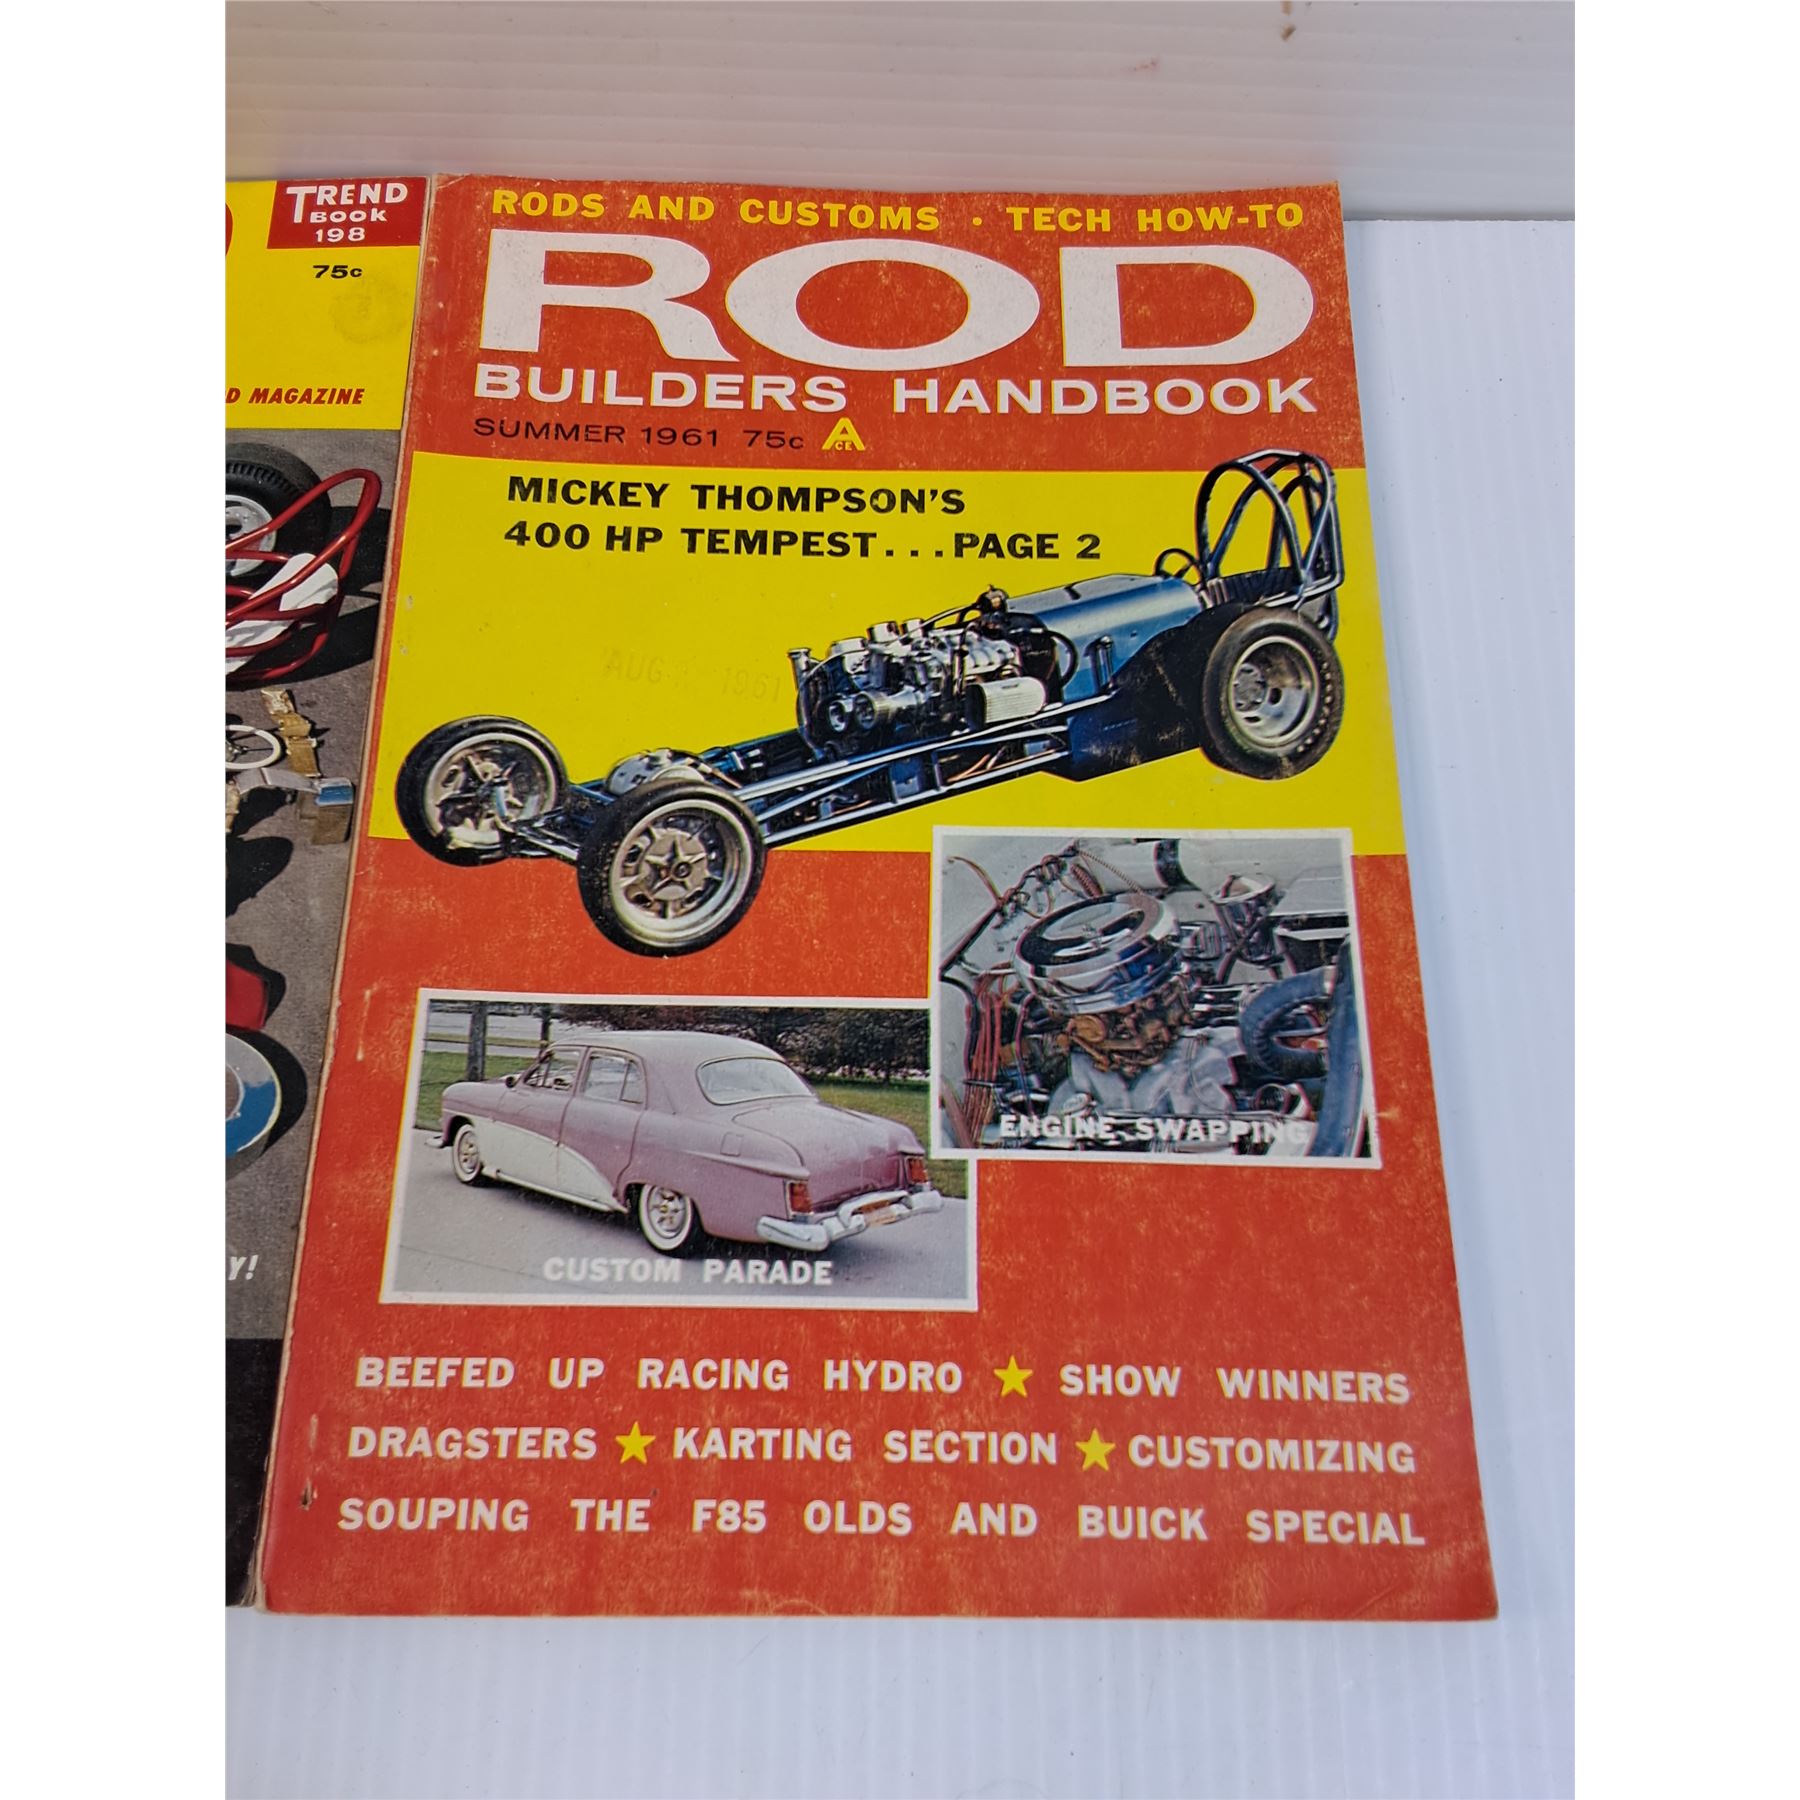 TREND
BOOK
198
75c
D MAGAZINE
Y!
RODS AND CUSTOMS • TECH HOW-TO
ROD
BUILDERS HANDBOOK
SUMMER 1961 75c ACE
MICKEY THOMPSON'S
400 HP TEMPEST...PAGE 2
AUG 1961
ENGINE SWAPPING
CUSTOM PARADE
BEEFED UP RACING HYDRO ★ SHOW WINNERS
DRAGSTERS ★ KARTING SECTION ★ CUSTOMIZING
SOUPING THE F85 OLDS AND BUICK SPECIAL